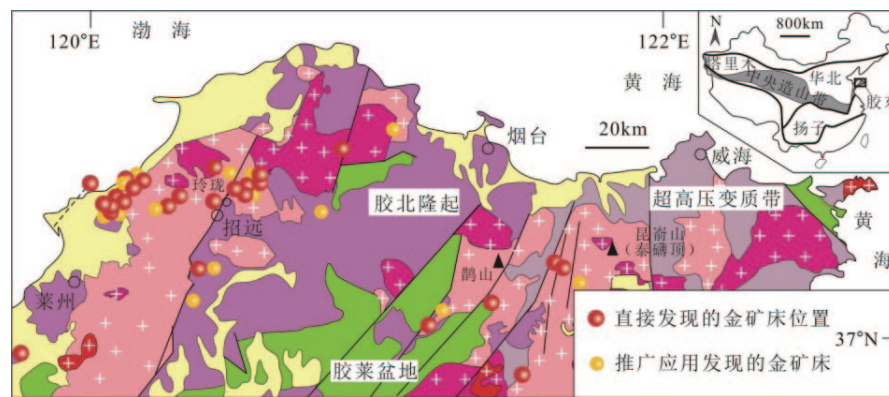 120°E
渤 海
122°E
N
800km
塔里木
中央造山带
华北
胶东
扬子
黄 海
烟台
20km
威海
玲珑
招远
胶北隆起
超高压变质带
昆嵛山
(泰礴顶)
鹊山
黄
海
莱州
胶莱盆地
直接发现的金矿床位置
推广应用发现的金矿床
37°N